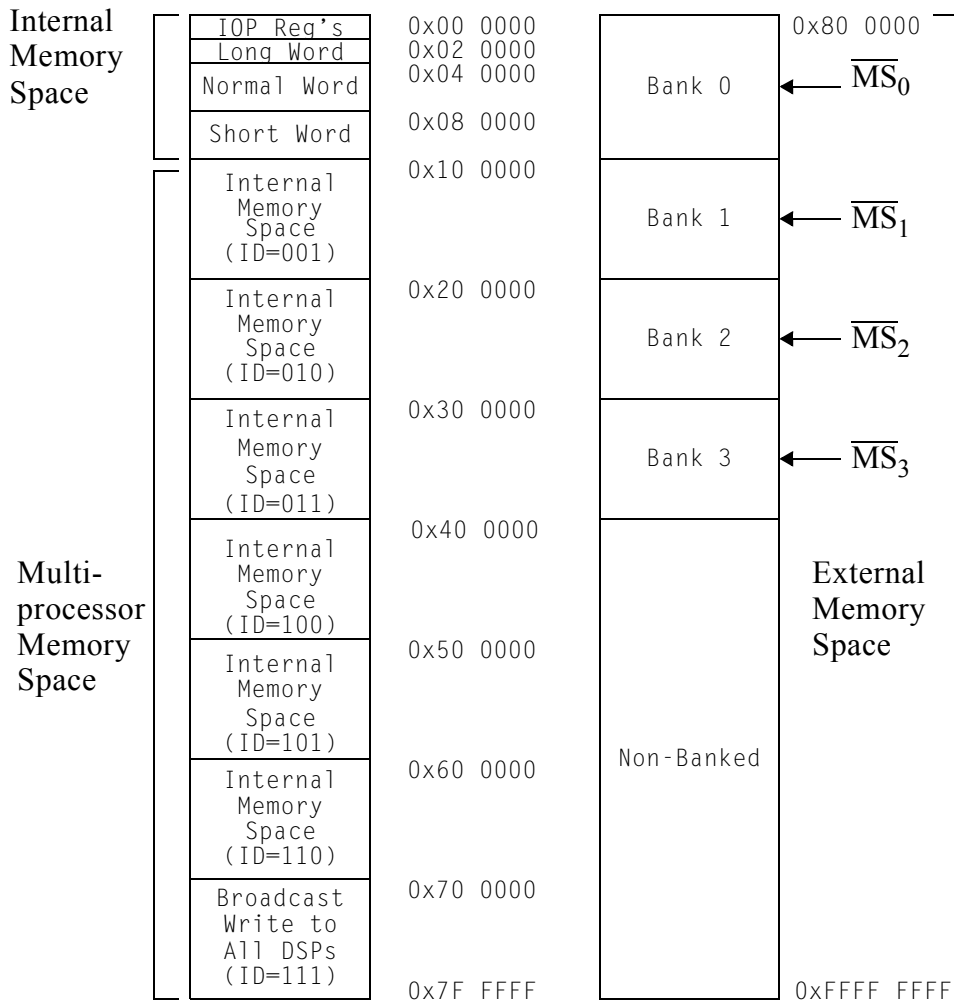 Internal
Memory
Space
IOP Reg's
Long Word
Normal Word
Short Word
0x00 0000
0x02 0000
0x04 0000
0x08 0000
Multi-
processor
Memory
Space
Internal
Memory
Space
(ID=001)
0x10 0000
Internal
Memory
Space
(ID=010)
0x20 0000
Internal
Memory
Space
(ID=011)
0x30 0000
Internal
Memory
Space
(ID=100)
0x40 0000
Internal
Memory
Space
(ID=101)
0x50 0000
Internal
Memory
Space
(ID=110)
0x60 0000
Broadcast
Write to
All DSPs
(ID=111)
0x70 0000
0x7F FFFF
0x80 0000
Bank 0
MS0
Bank 1
MS1
Bank 2
MS2
Bank 3
MS3
Non-Banked
External
Memory
Space
0xFFFF FFFF